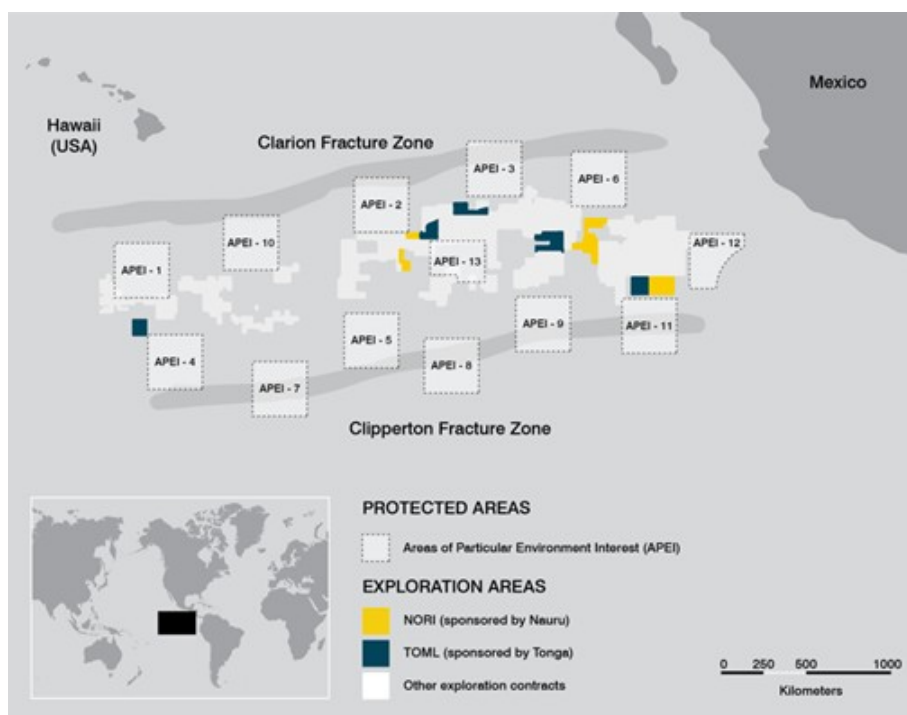 Mexico
Hawaii
(USA)
Clarion Fracture Zone
APEI - 3
APEI - 6
APEI - 2
APEI - 10
APEI - 12
APEI - 1
APEI - 13
APEI - 9
APEI - 11
APEI - 5
APEI - 4
APEI - 8
APEI - 7
Clipperton Fracture Zone
PROTECTED AREAS
Areas of Particular Environment Interest (APEI)
EXPLORATION AREAS
NORI (sponsored by Nauru)
TOML (sponsored by Tonga)
Other exploration contracts
0 250 500 1000
Kilometers